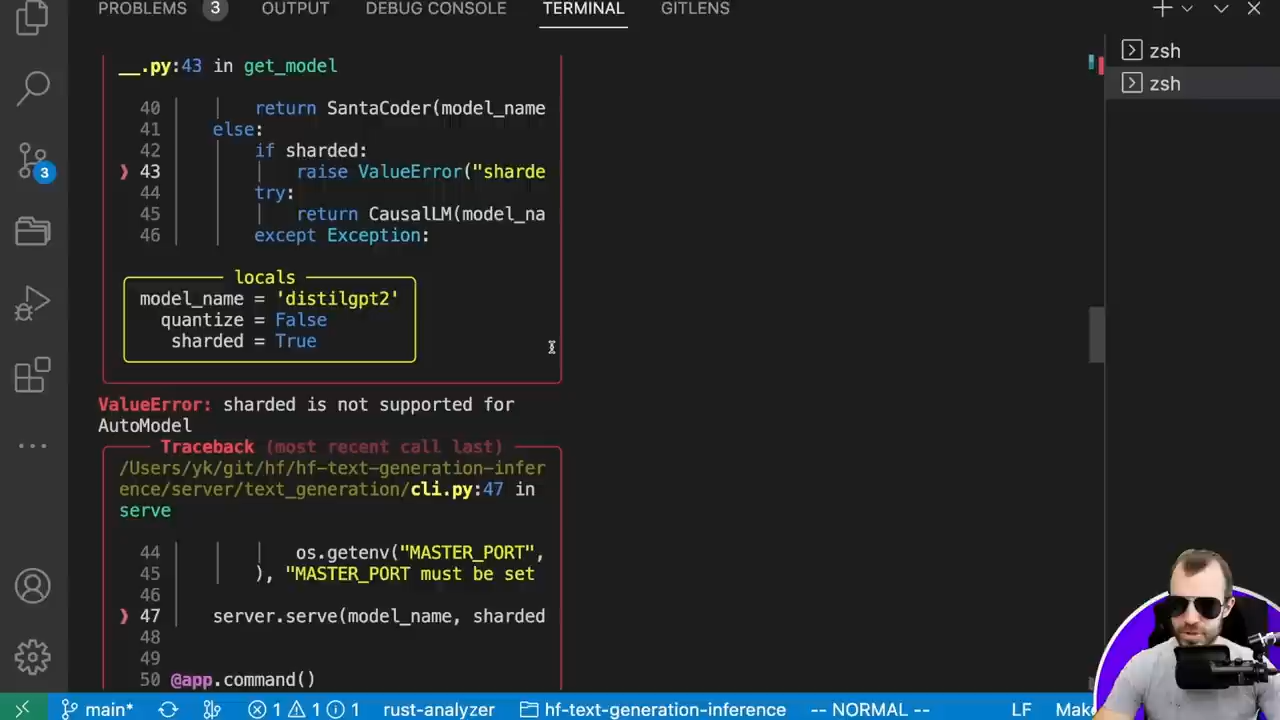 PROBLEMS 3 OUTPUT DEBUG CONSOLE TERMINAL GITLENS
zsh
zsh
__.py:43 in get_model
40 return SantaCoder(model_name
41 else:
42 if sharded:
❱ 43 raise ValueError("sharde
44 try:
45 return CausalLM(model_na
46 except Exception:
locals
model_name = 'distilgpt2'
quantize = False
sharded = True
ValueError: sharded is not supported for
AutoModel
Traceback (most recent call last)
/Users/yk/git/hf/hf-text-generation-infer
ence/server/text_generation/cli.py:47 in
serve
44 os.getenv("MASTER_PORT",
45 ), "MASTER_PORT must be set
46
❱ 47 server.serve(model_name, sharded
48
49
50 @app.command()
3
main* 1 1 1 rust-analyzer hf-text-generation-inference -- NORMAL -- LF Make